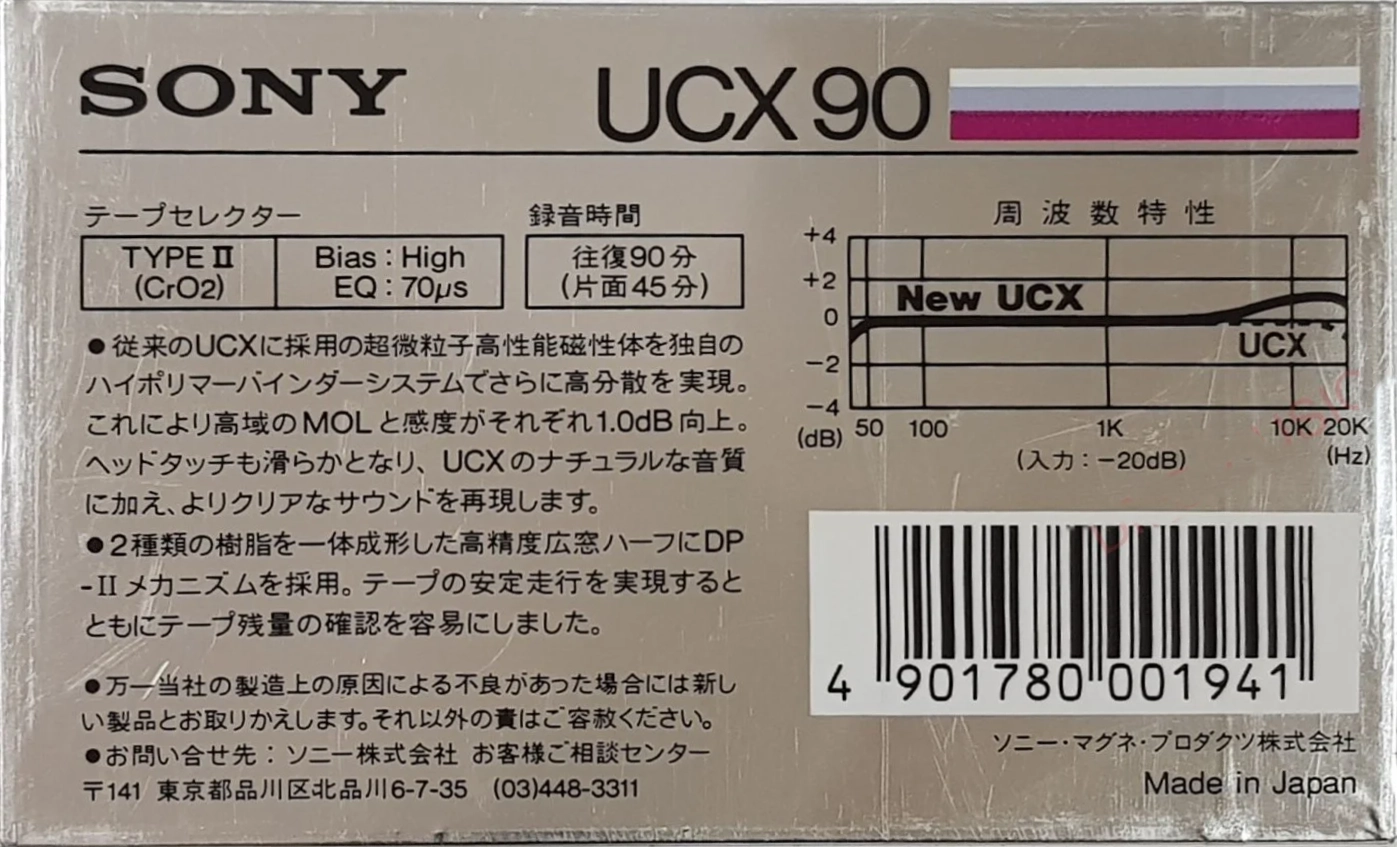 SONY UCX 90
テープセレクター
TYPE II (CrO2)
Bias : High
EQ : 70μs
録音時間
往復90分
(片面45分)
●従来のUCXに採用の超微粒子高性能磁性体を独自の
ハイポリマーバインダーシステムでさらに高分散を実現。
これにより高域のMOLと感度がそれぞれ1.0dB向上。
ヘッドタッチも滑らかとなり、UCXのナチュラルな音質
に加え、よりクリアなサウンドを再現します。
●2種類の樹脂を一体成形した高精度広窓ハーフにDP
-IIメカニズムを採用。テープの安定走行を実現すると
ともにテープ残量の確認を容易にしました。
●万一当社の製造上の原因による不良があった場合には新し
い製品とお取りかえします。それ以外の責はご容赦ください。
●お問い合せ先：ソニー株式会社 お客様ご相談センター
〒141 東京都品川区北品川6-7-35 (03)448-3311
周波数特性
+4
+2
0
-2
-4
(dB)
New UCX
UCX
50 100 1K 10K 20K
(入力：-20dB) (Hz)
4 901780 001941
ソニー・マグネ・プロダクツ株式会社
Made in Japan